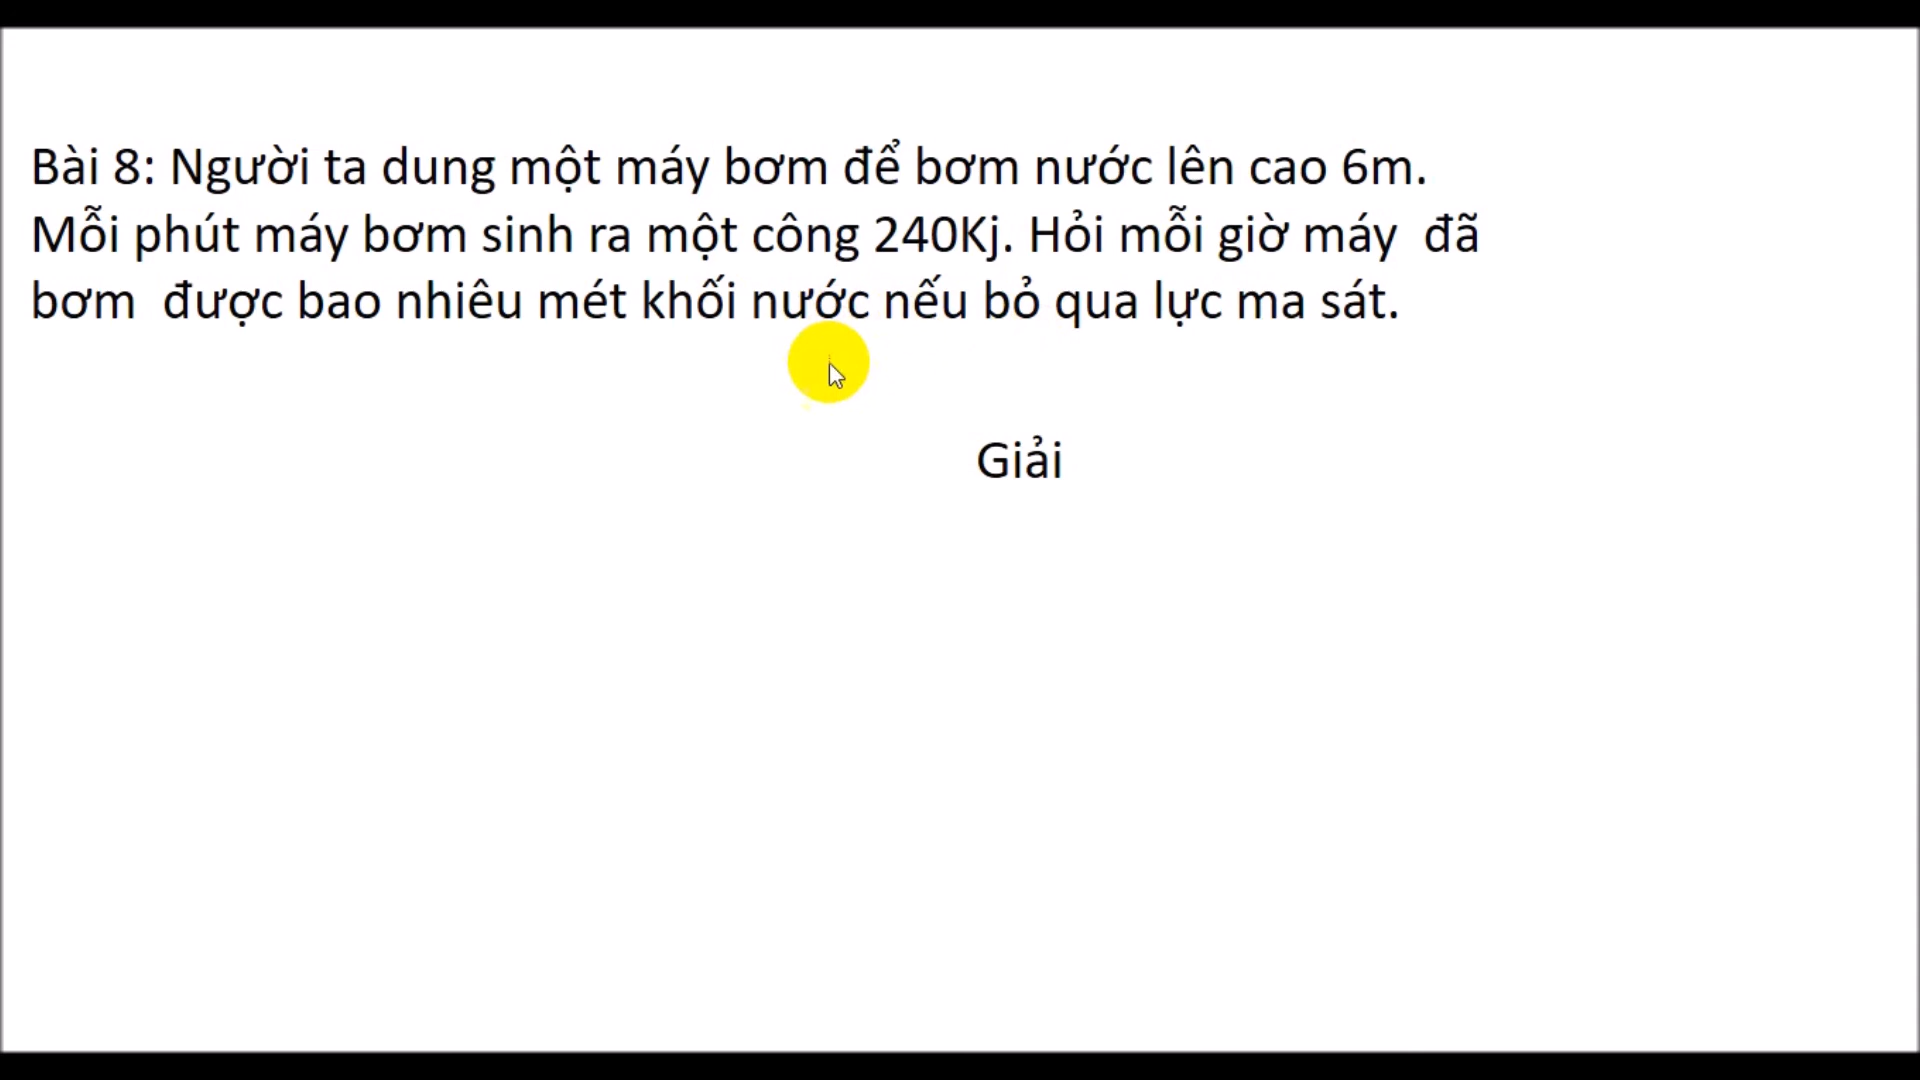 Bài 8: Người ta dung một máy bơm để bơm nước lên cao 6m.
Mỗi phút máy bơm sinh ra một công 240Kj. Hỏi mỗi giờ máy đã
bơm được bao nhiêu mét khối nước nếu bỏ qua lực ma sát.
Giải